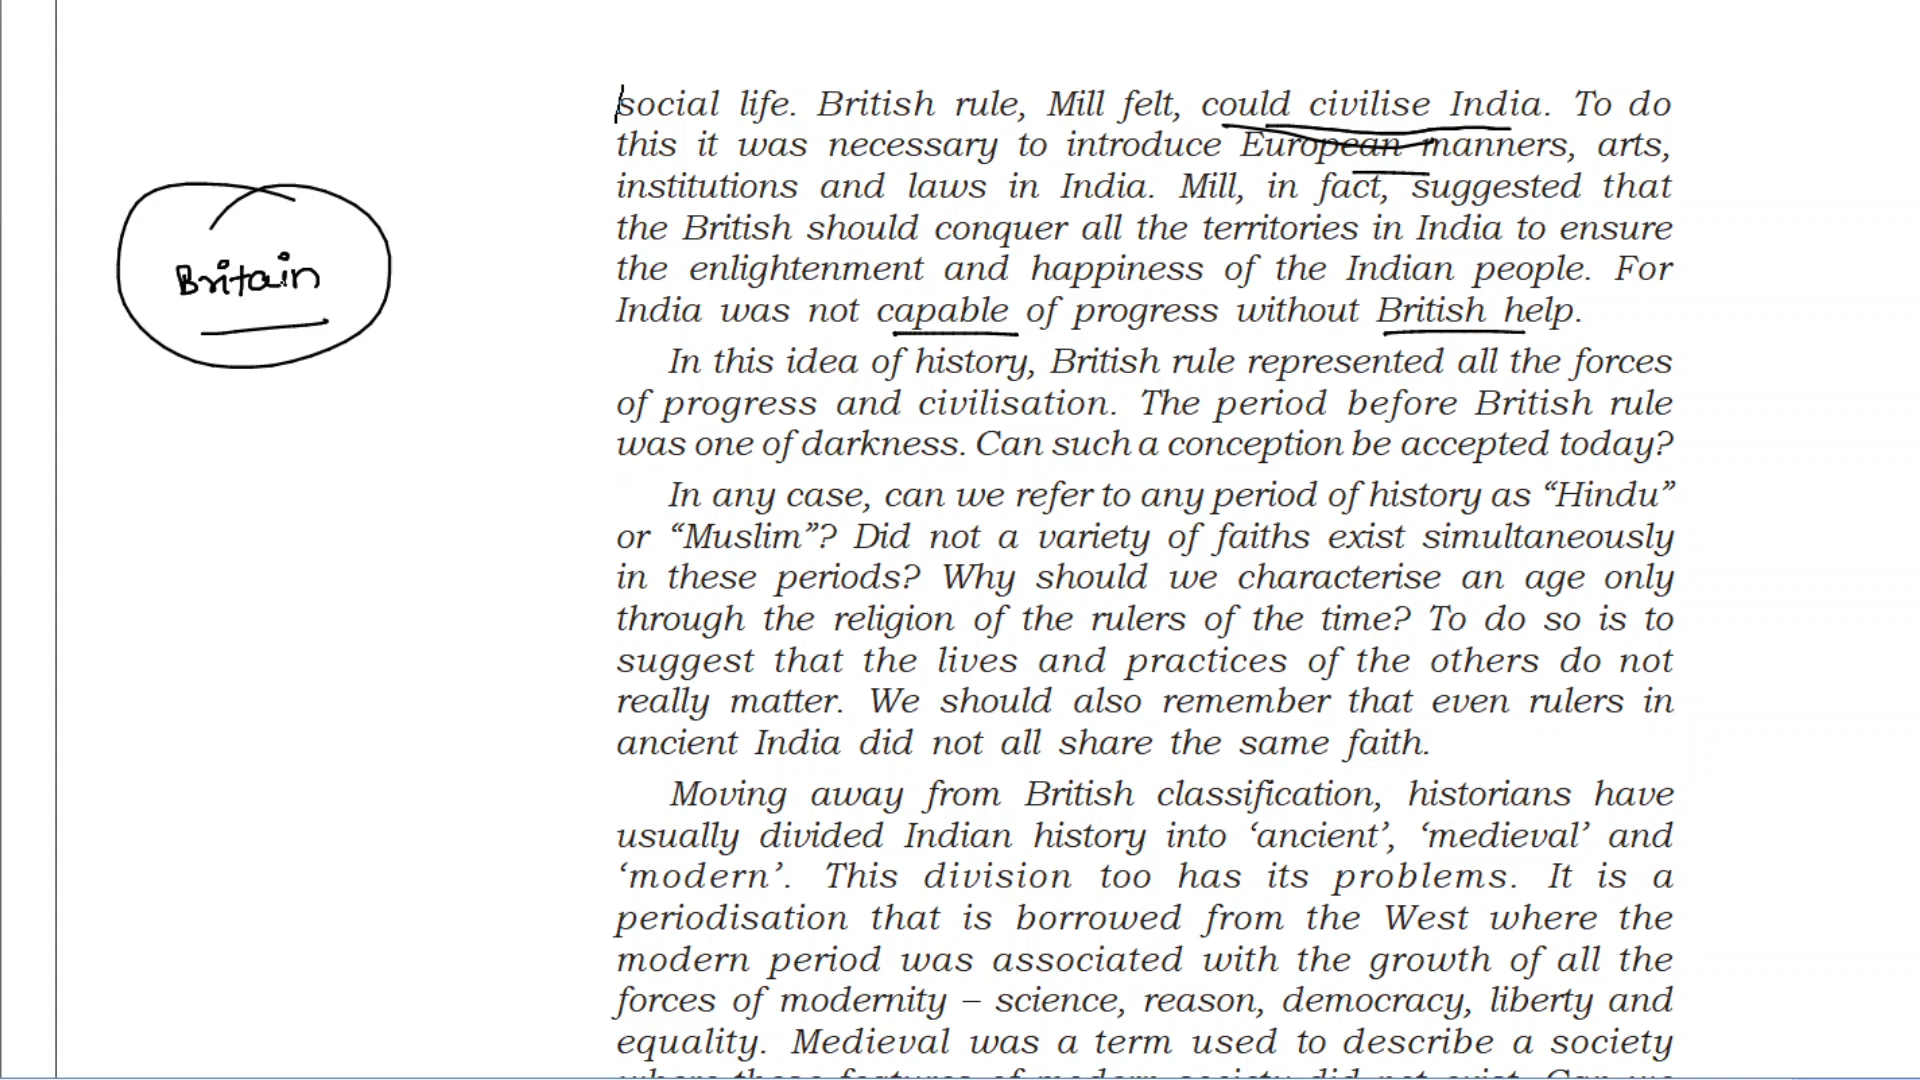 social life. British rule, Mill felt, could civilise India. To do
this it was necessary to introduce European manners, arts,
institutions and laws in India. Mill, in fact, suggested that
the British should conquer all the territories in India to ensure
the enlightenment and happiness of the Indian people. For
India was not capable of progress without British help.
In this idea of history, British rule represented all the forces
of progress and civilisation. The period before British rule
was one of darkness. Can such a conception be accepted today?
In any case, can we refer to any period of history as “Hindu”
or “Muslim”? Did not a variety of faiths exist simultaneously
in these periods? Why should we characterise an age only
through the religion of the rulers of the time? To do so is to
suggest that the lives and practices of the others do not
really matter. We should also remember that even rulers in
ancient India did not all share the same faith.
Moving away from British classification, historians have
usually divided Indian history into ‘ancient’, ‘medieval’ and
‘modern’. This division too has its problems. It is a
periodisation that is borrowed from the West where the
modern period was associated with the growth of all the
forces of modernity – science, reason, democracy, liberty and
equality. Medieval was a term used to describe a society
where these features of modern society did not exist. Can we
Britain